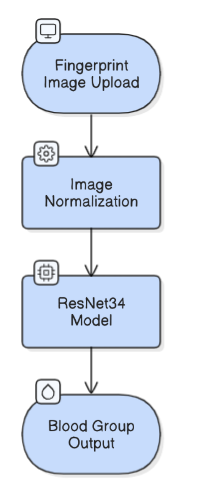 Fingerprint
Image Upload
Image
Normalization
ResNet34
Model
Blood Group
Output